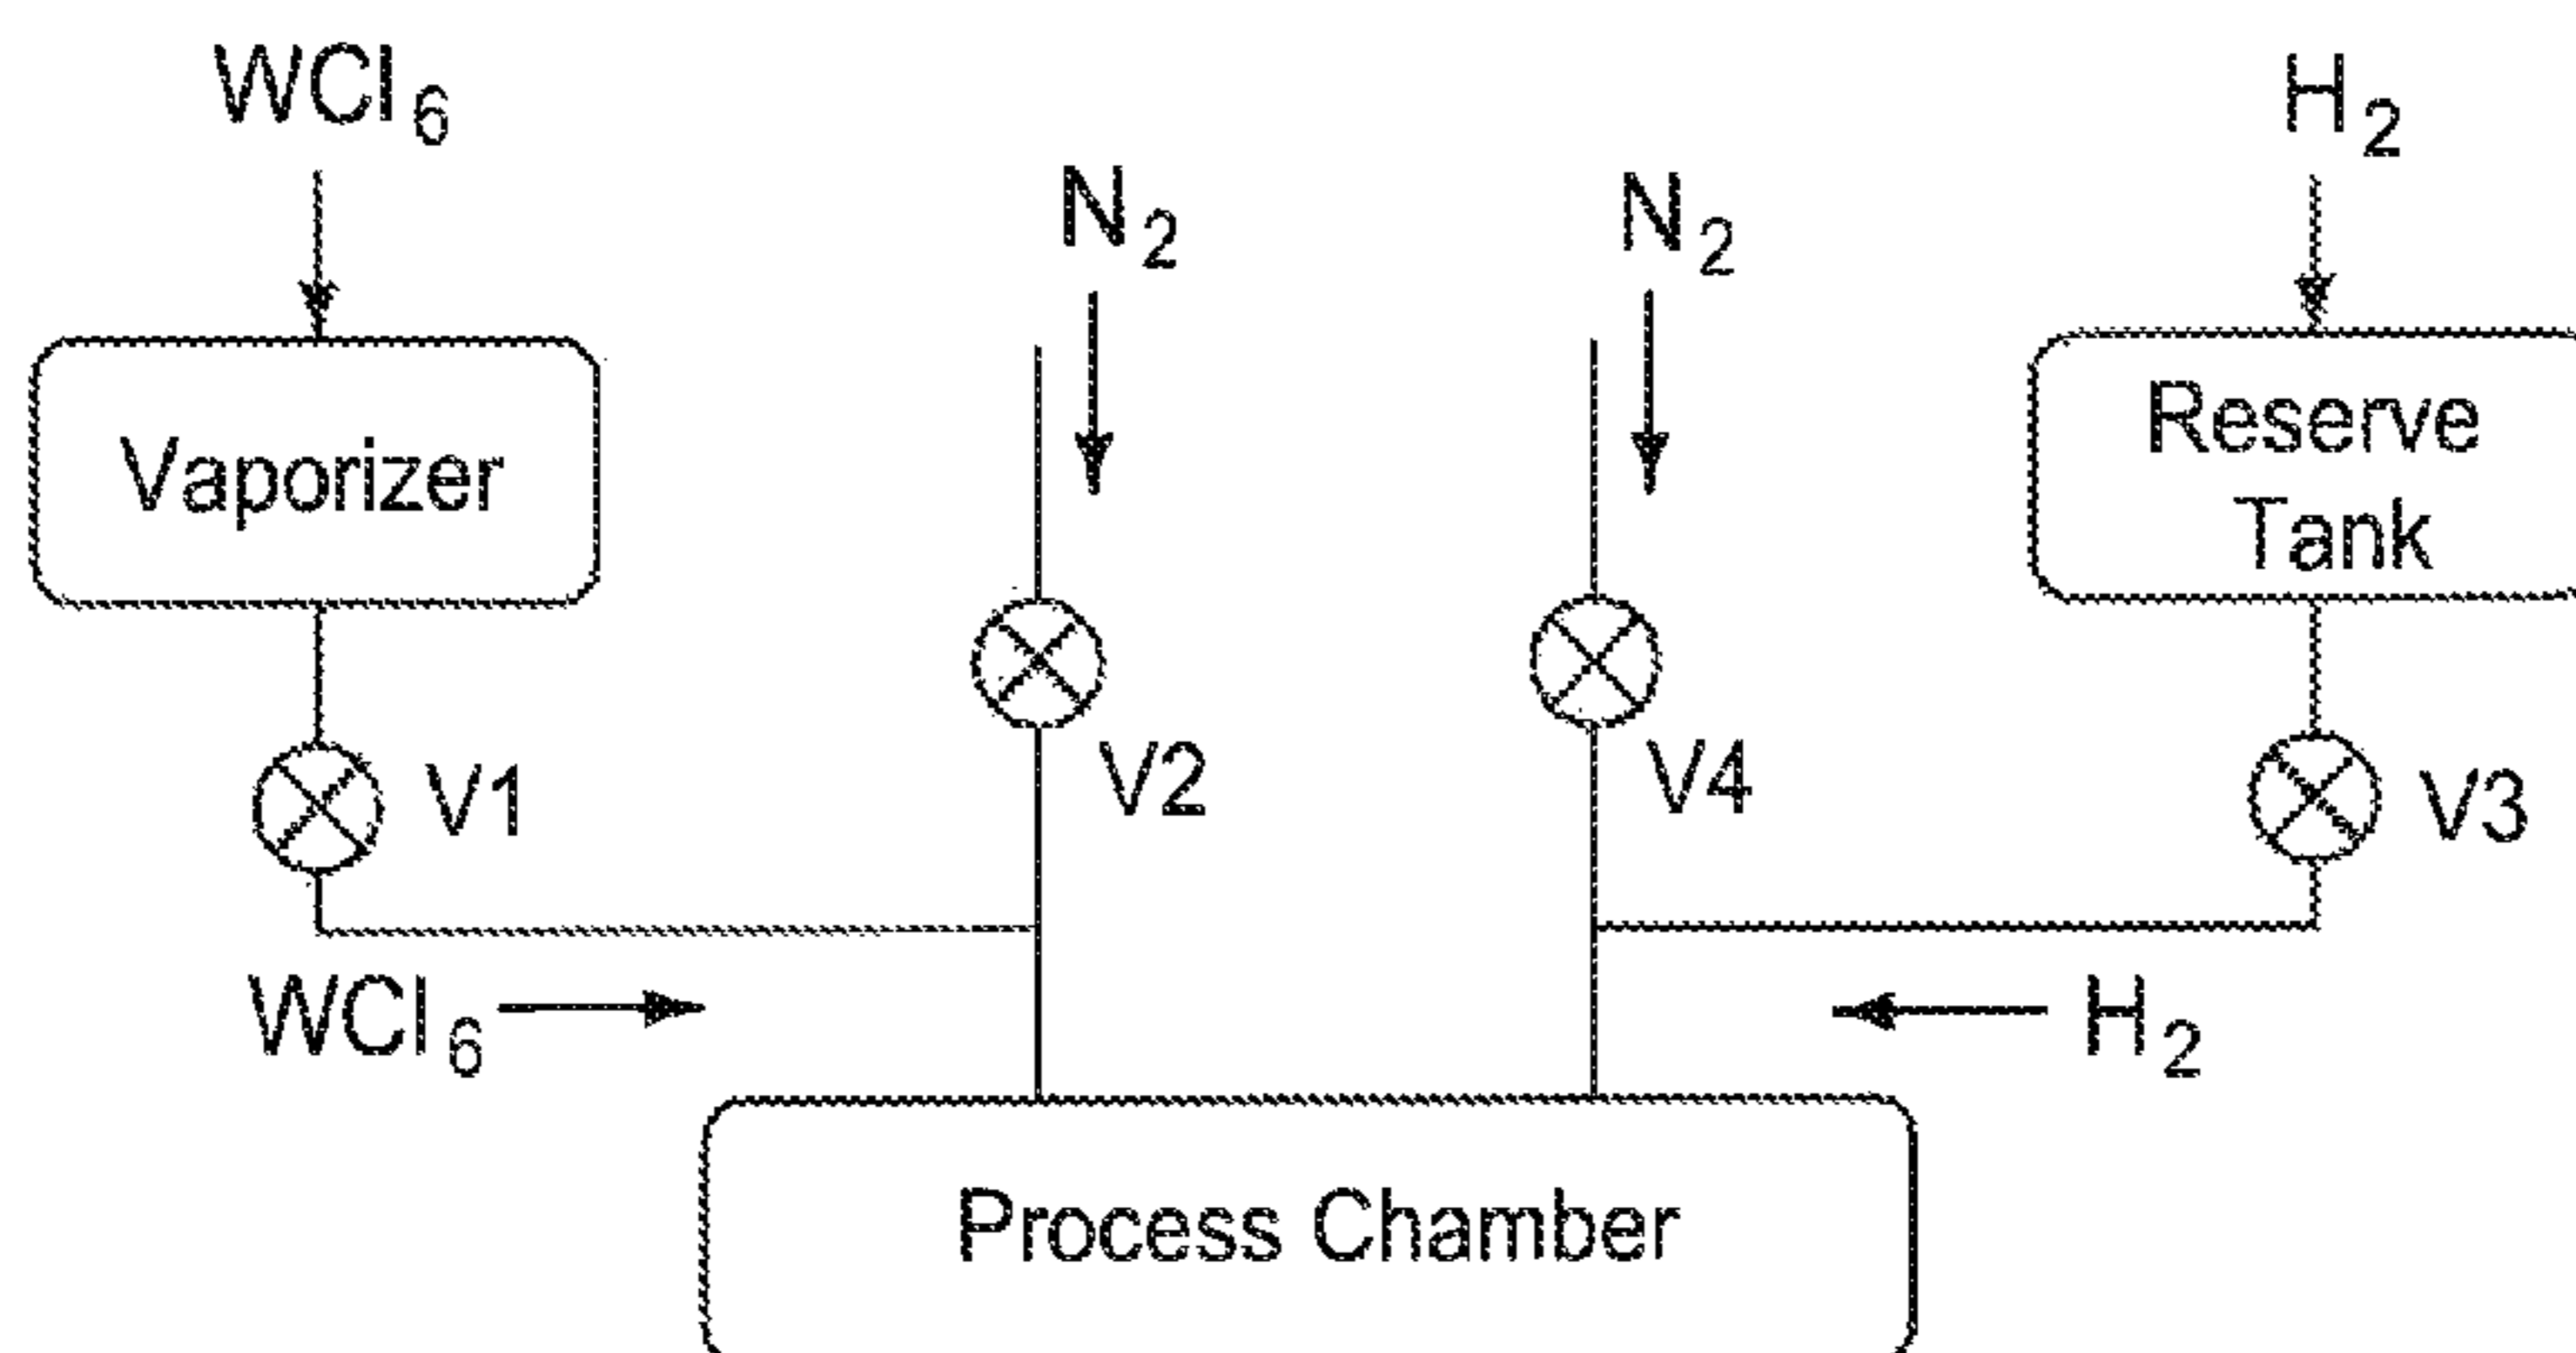 WCl6
H2
N2
N2
Vaporizer
Reserve
Tank
V1
V2
V4
V3
WCl6
H2
Process Chamber